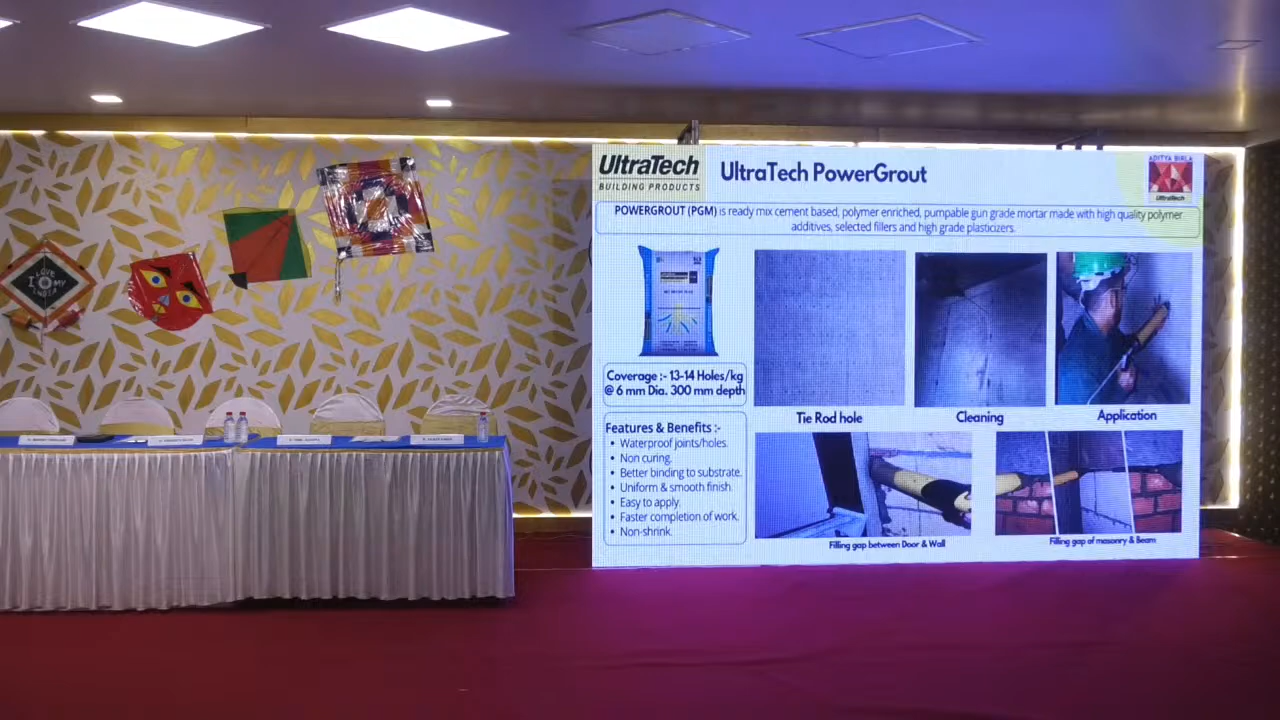 I LOVE MY INDIA
UltraTech
BUILDING PRODUCTS
UltraTech PowerGrout
ADITYA BIRLA
UltraTech
POWERGROUT (PGM) is ready mix cement based, polymer enriched, pumpable gun grade mortar made with high quality polymer
additives, selected fillers and high grade plasticizers.
Coverage :- 13-14 Holes/kg
@ 6 mm Dia. 300 mm depth
Tie Rod hole
Cleaning
Application
Features & Benefits :-
• Waterproof joints/holes.
• Non curing.
• Better binding to substrate.
• Uniform & smooth finish.
• Easy to apply.
• Faster completion of work.
• Non-shrink.
Filling gap between Door & Wall
Filling gap of masonry & Beam